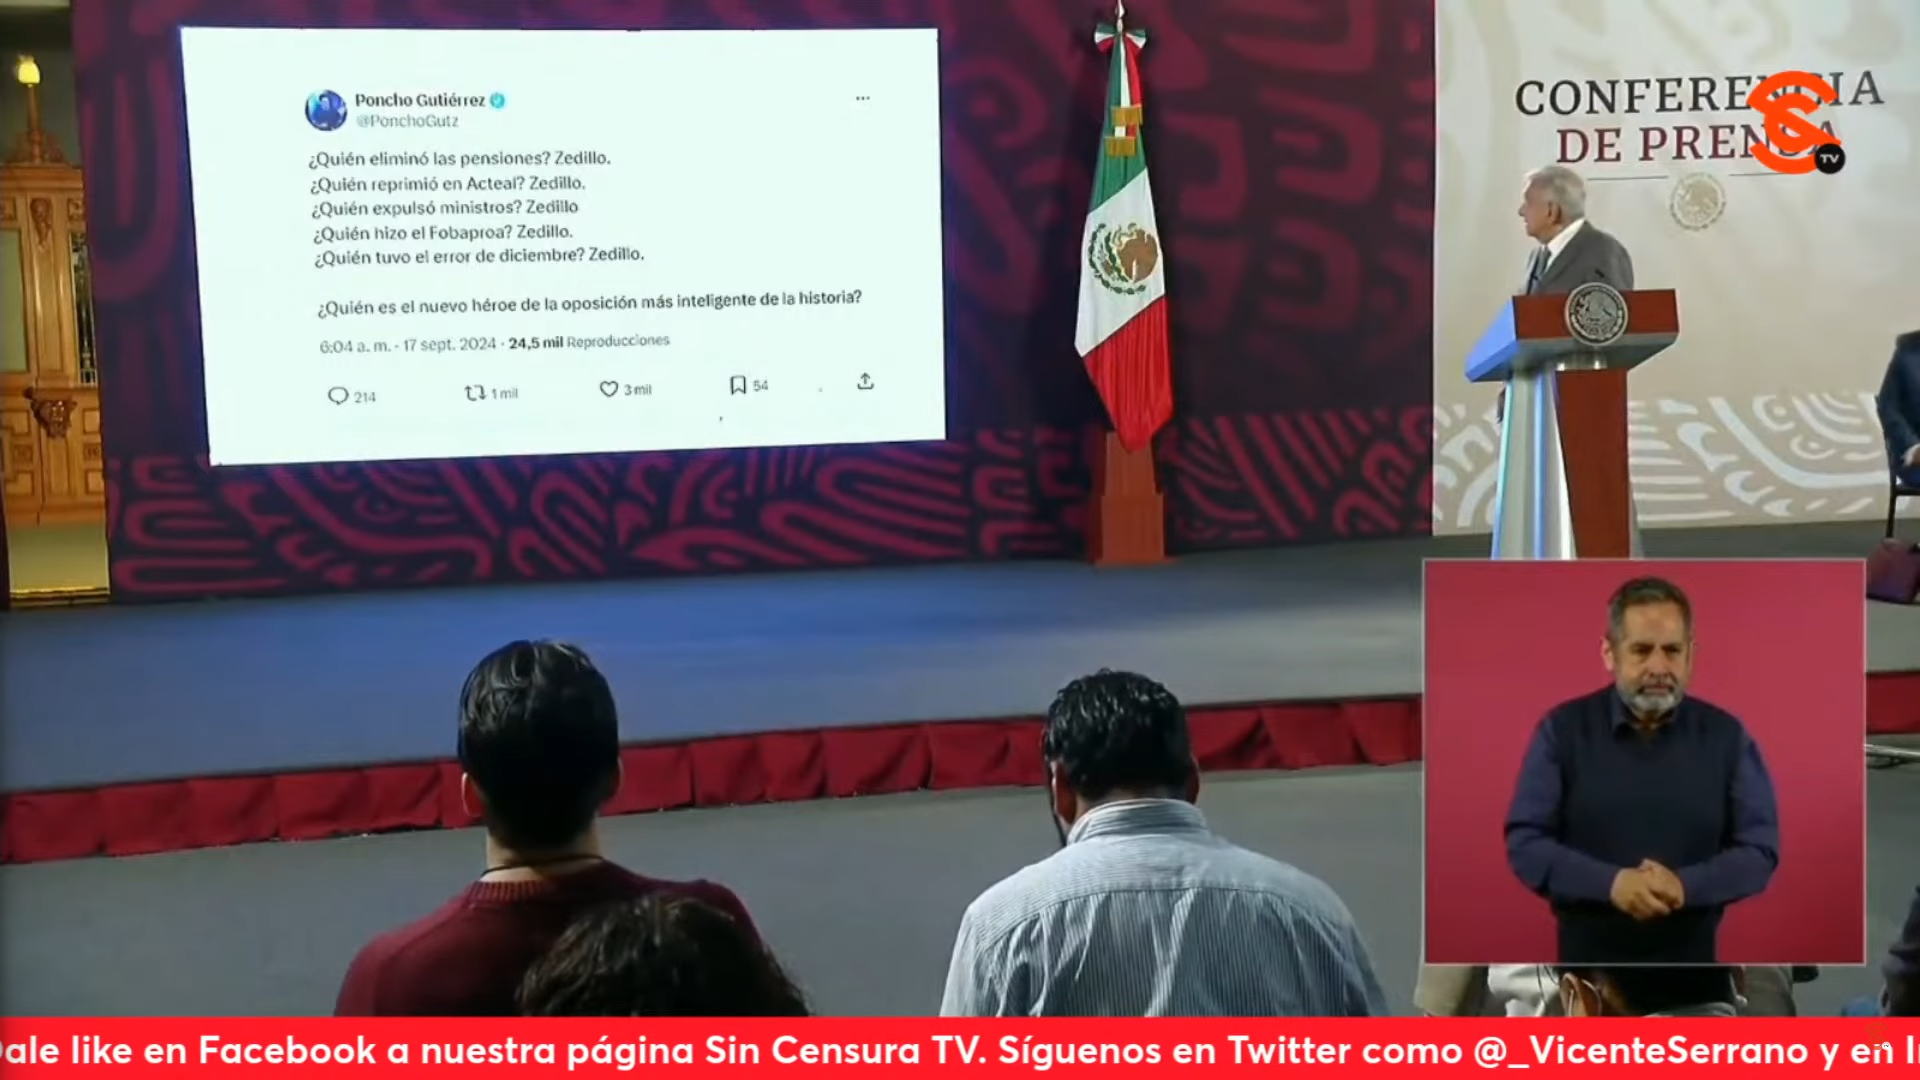 Poncho Gutiérrez
@PonchoGutz
¿Quién eliminó las pensiones? Zedillo.
¿Quién reprimió en Acteal? Zedillo.
¿Quién expulsó ministros? Zedillo
¿Quién hizo el Fobaproa? Zedillo.
¿Quién tuvo el error de diciembre? Zedillo.
¿Quién es el nuevo héroe de la oposición más inteligente de la historia?
6:04 a. m. · 17 sept. 2024 · 24,5 mil Reproducciones
214 1 mil 3 mil 54
CONFERENCIA
DE PRENSA
TV
ale like en Facebook a nuestra página Sin Censura TV. Síguenos en Twitter como @_VicenteSerrano y en I